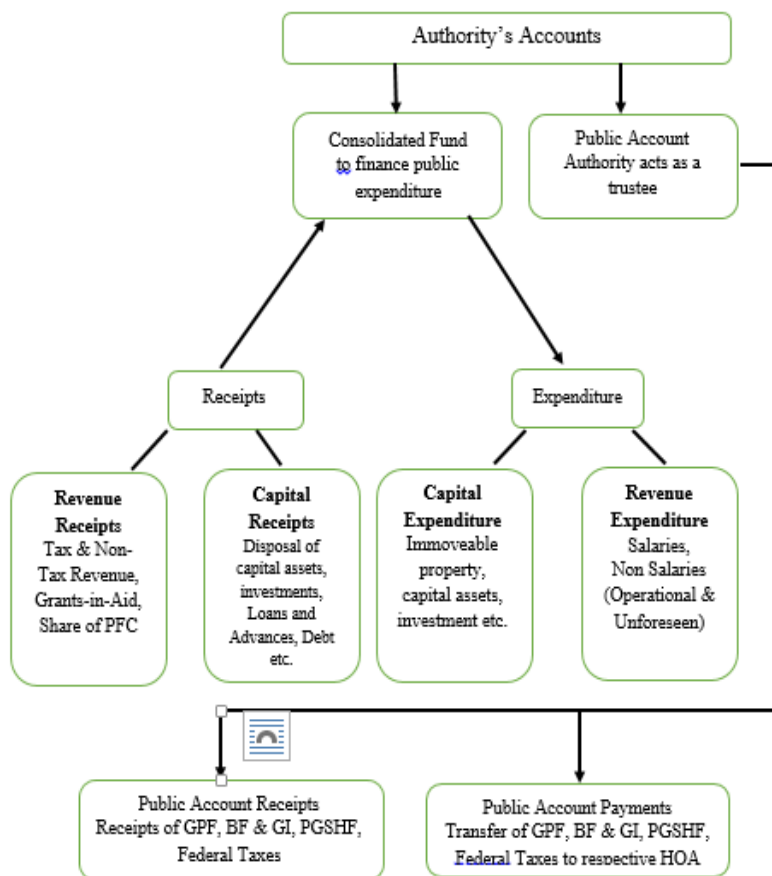 Authority's Accounts
Consolidated Fund
to finance public
expenditure
Public Account
Authority acts as a
trustee
Receipts
Expenditure
Revenue
Receipts
Tax & Non-
Tax Revenue,
Grants-in-Aid,
Share of PFC
Capital
Receipts
Disposal of
capital assets,
investments,
Loans and
Advances, Debt
etc.
Capital
Expenditure
Immoveable
property,
capital assets,
investment etc.
Revenue
Expenditure
Salaries,
Non Salaries
(Operational &
Unforeseen)
Public Account Receipts
Receipts of GPF, BF & GI, PGSHF,
Federal Taxes
Public Account Payments
Transfer of GPF, BF & GI, PGSHF,
Federal Taxes to respective HOA